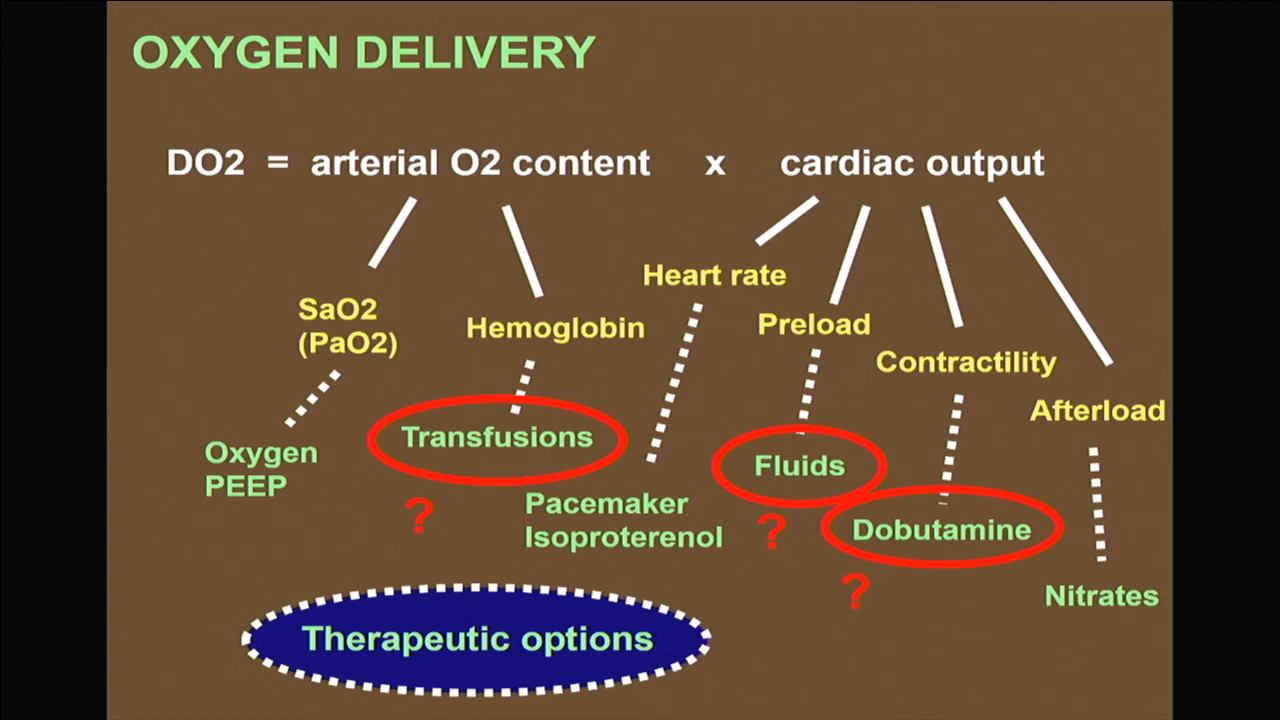 OXYGEN DELIVERY
DO2 = arterial O2 content x cardiac output
Heart rate
SaO2
(PaO2)
Hemoglobin
Preload
Contractility
Afterload
Transfusions
Oxygen
PEEP
Fluids
?
Pacemaker
Isoproterenol
?
Dobutamine
?
Nitrates
Therapeutic options